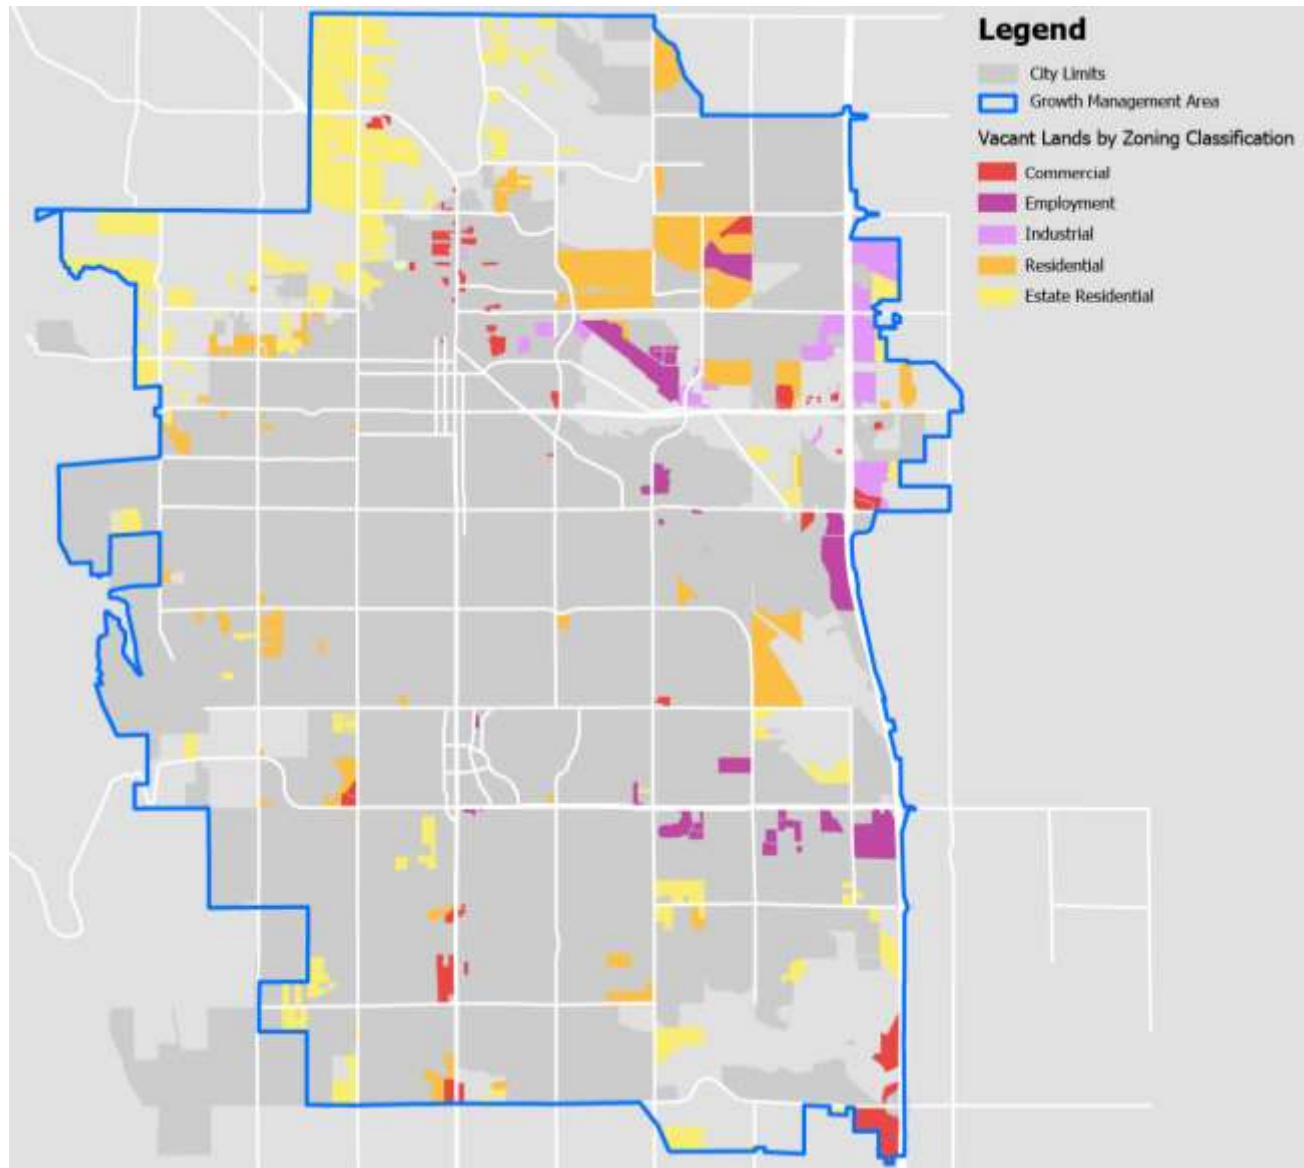 Legend
City Limits
Growth Management Area
Vacant Lands by Zoning Classification
Commercial
Employment
Industrial
Residential
Estate Residential